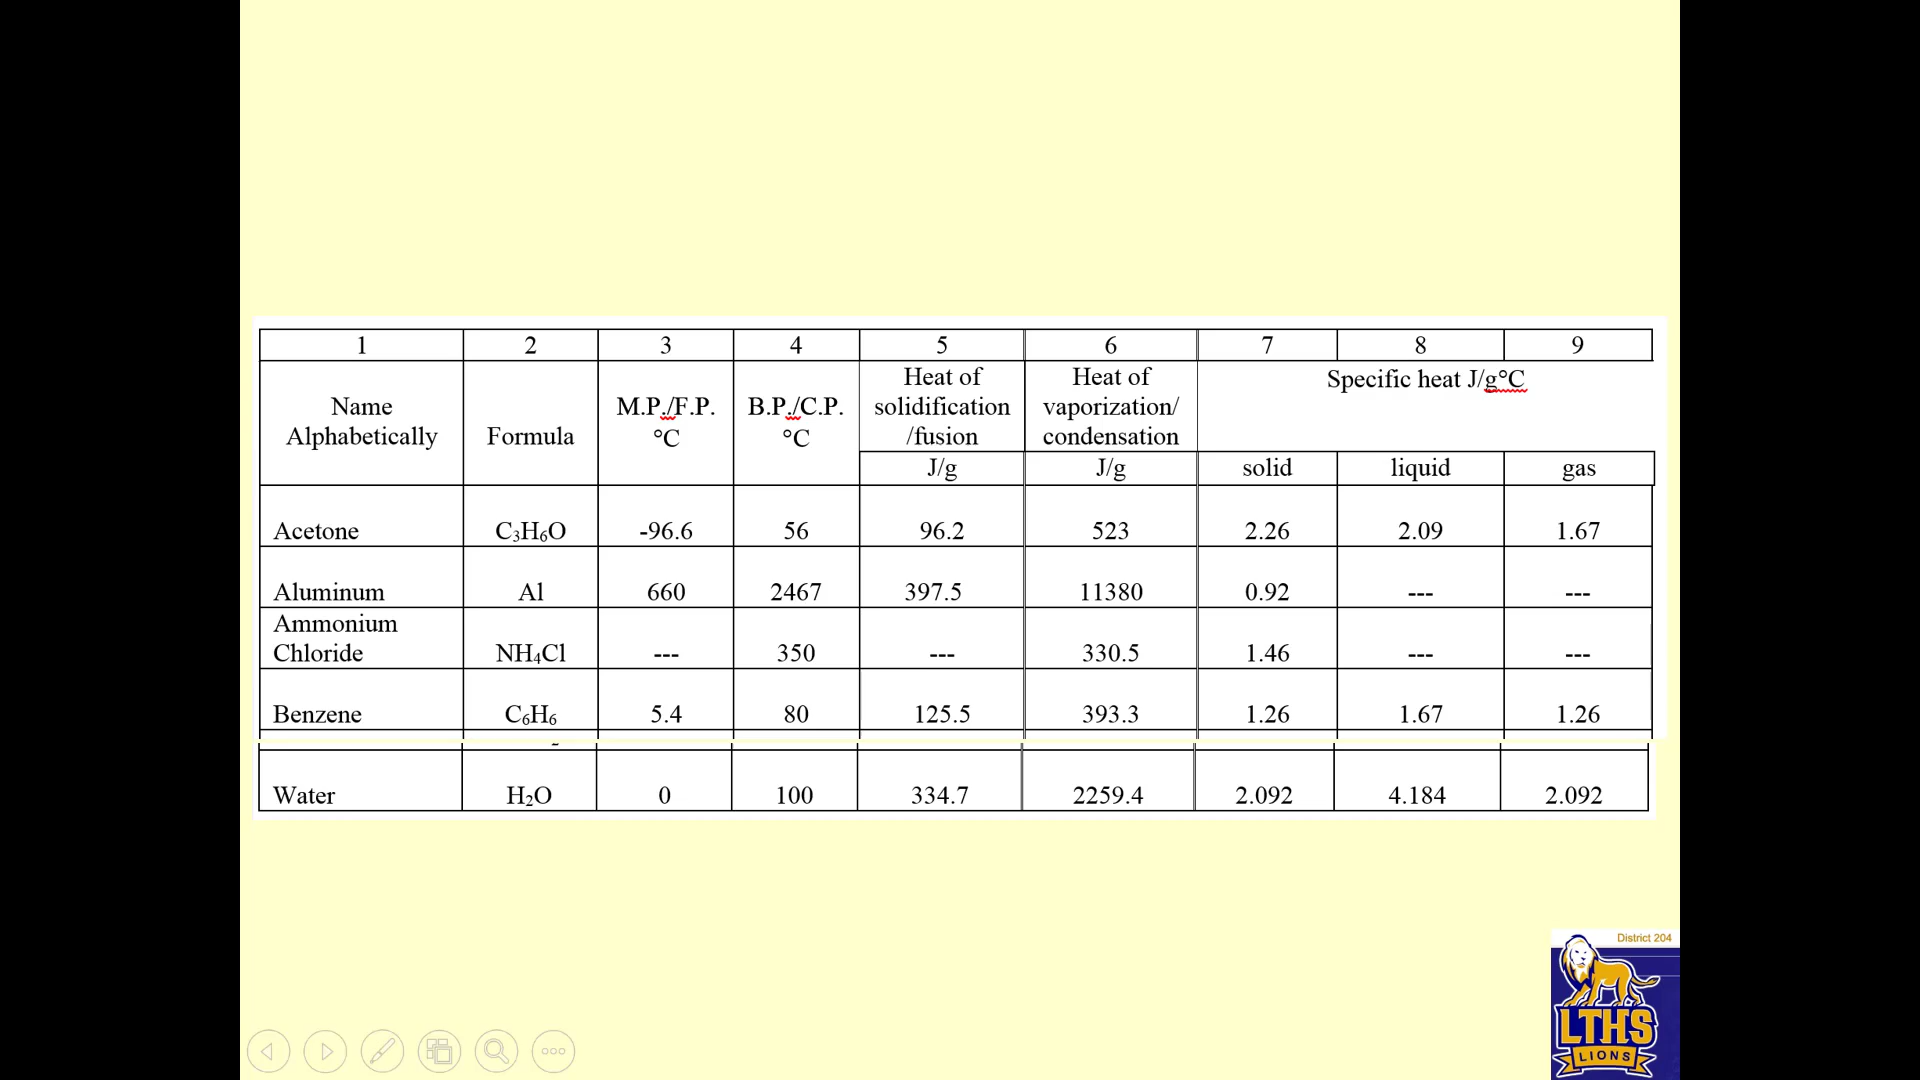 1 2 3 4 5 6 7 8 9
Name Alphabetically Formula M.P./F.P. °C B.P./C.P. °C Heat of solidification /fusion Heat of vaporization/ condensation Specific heat J/g°C
J/g J/g solid liquid gas
Acetone C₃H₆O -96.6 56 96.2 523 2.26 2.09 1.67
Aluminum Al 660 2467 397.5 11380 0.92 --- ---
Ammonium Chloride NH₄Cl --- 350 --- 330.5 1.46 --- ---
Benzene C₆H₆ 5.4 80 125.5 393.3 1.26 1.67 1.26
Water H₂O 0 100 334.7 2259.4 2.092 4.184 2.092
District 204
LTHS
LIONS